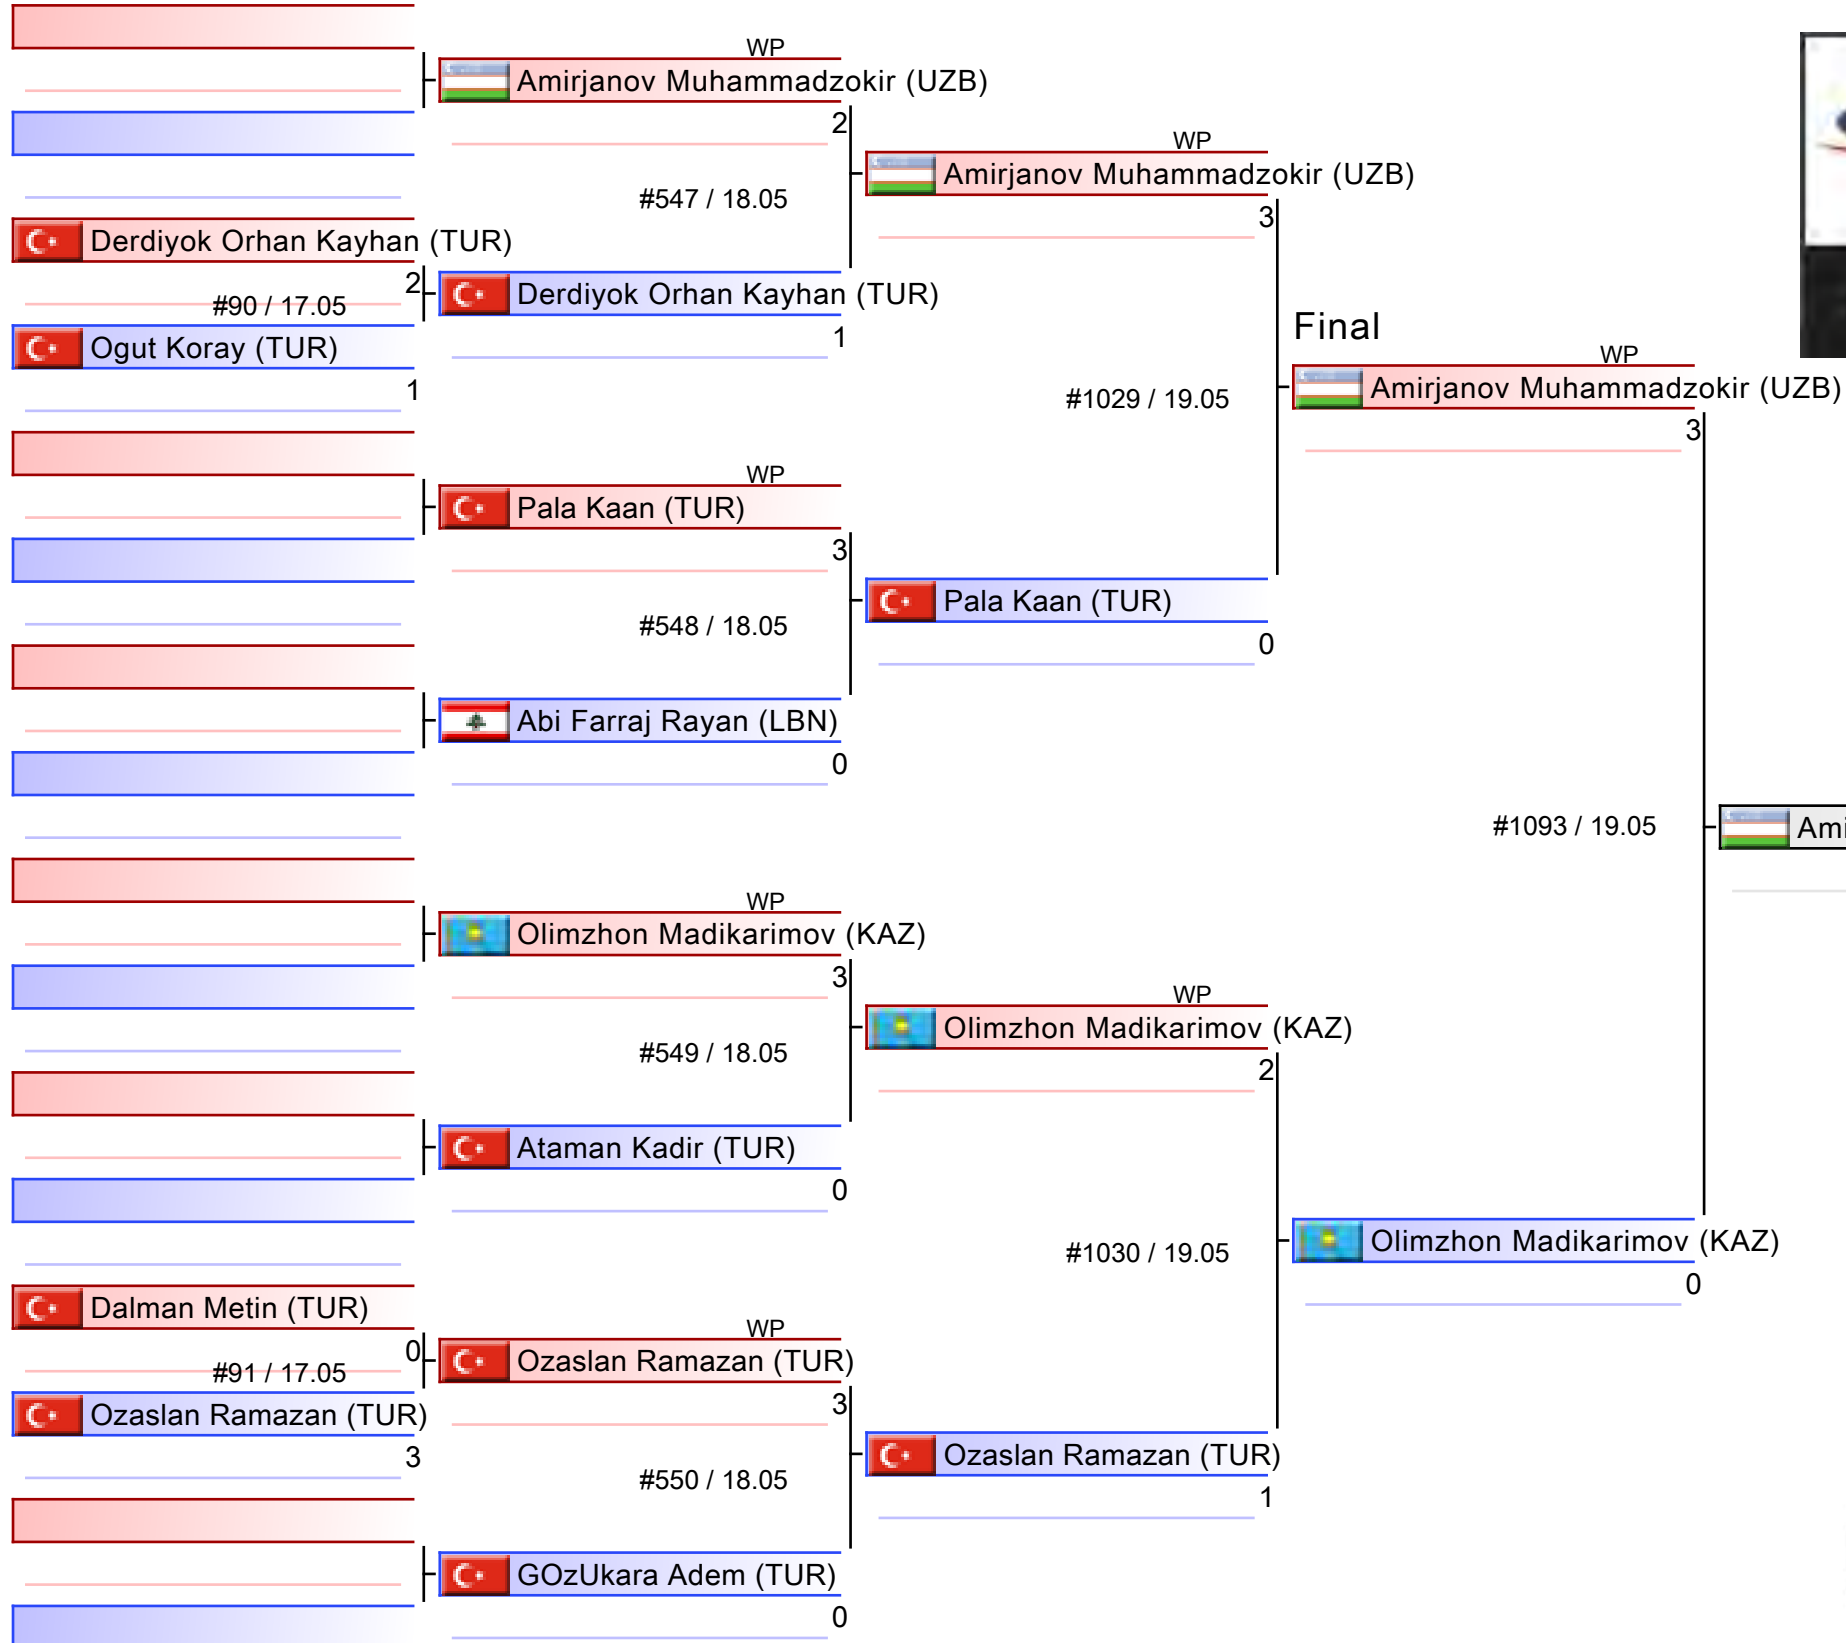 WP
Amirjanov Muhammadzokir (UZB)
2
WP
Amirjanov Muhammadzokir (UZB)
#547 / 18.05
3
Derdiyok Orhan Kayhan (TUR)
2
#90 / 17.05
Derdiyok Orhan Kayhan (TUR)
1
Ogut Koray (TUR)
1
Final
WP
Amirjanov Muhammadzokir (UZB)
#1029 / 19.05
3
WP
Pala Kaan (TUR)
3
Pala Kaan (TUR)
#548 / 18.05
0
Abi Farraj Rayan (LBN)
0
#1093 / 19.05
Ami
WP
Olimzhon Madikarimov (KAZ)
3
WP
Olimzhon Madikarimov (KAZ)
#549 / 18.05
2
Ataman Kadir (TUR)
0
Olimzhon Madikarimov (KAZ)
#1030 / 19.05
0
Dalman Metin (TUR)
0
WP
Ozaslan Ramazan (TUR)
#91 / 17.05
3
Ozaslan Ramazan (TUR)
3
Ozaslan Ramazan (TUR)
#550 / 18.05
1
GOzUkara Adem (TUR)
0